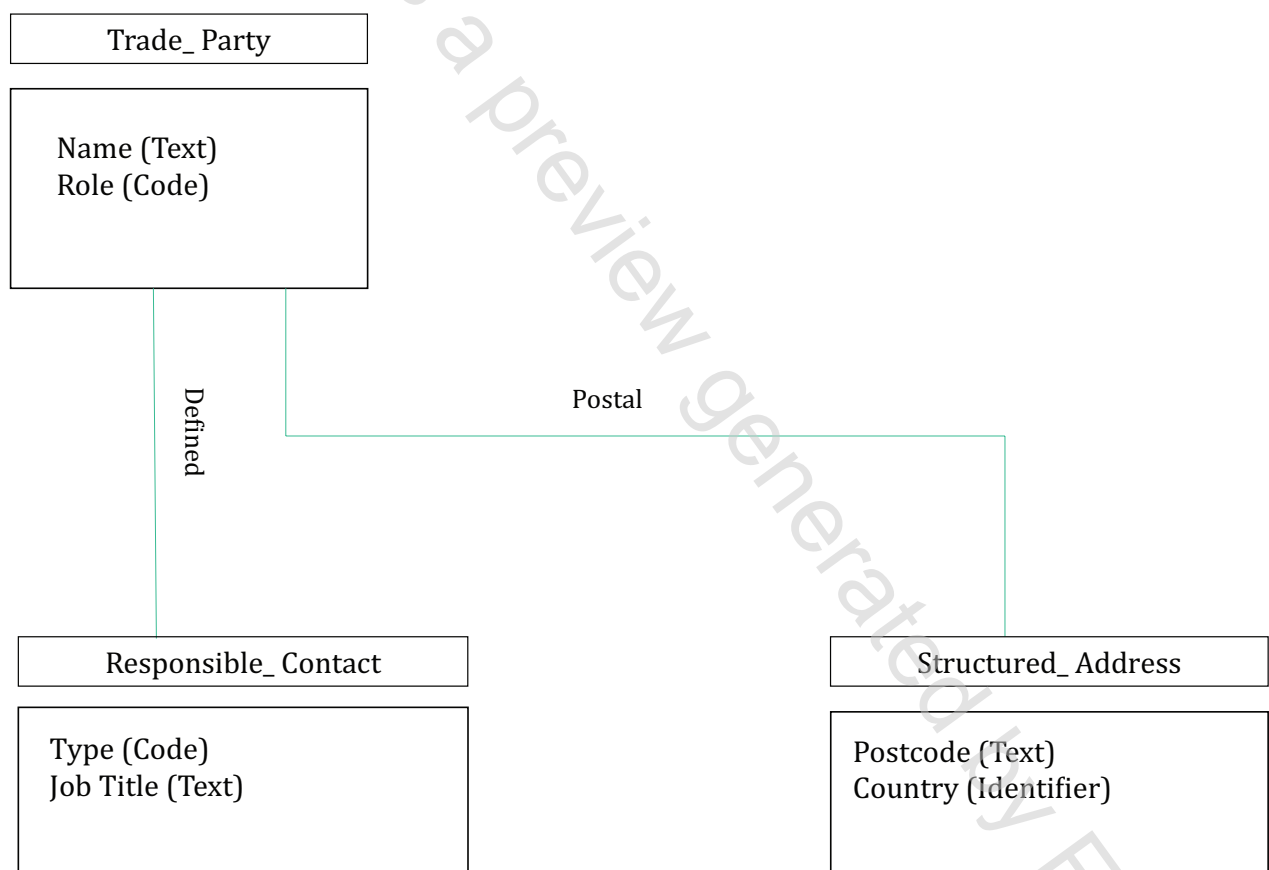 Trade_ Party
Name (Text)
Role (Code)
Defined
Postal
Responsible_ Contact
Type (Code)
Job Title (Text)
Structured_ Address
Postcode (Text)
Country (Identifier)
a preview generated by